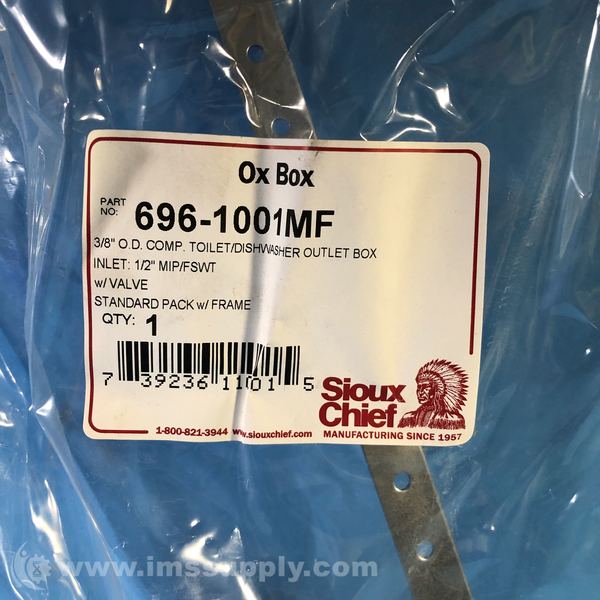 Ox Box
PART NO: 696-1001MF
3/8" O.D. COMP. TOILET/DISHWASHER OUTLET BOX
INLET: 1/2" MIP/FSWT
w/ VALVE
STANDARD PACK w/ FRAME
QTY: 1
7 39236 11101 5
Sioux
Chief
MANUFACTURING SINCE 1957
1-800-821-3944 www.siouxchief.com
www.imssupply.com